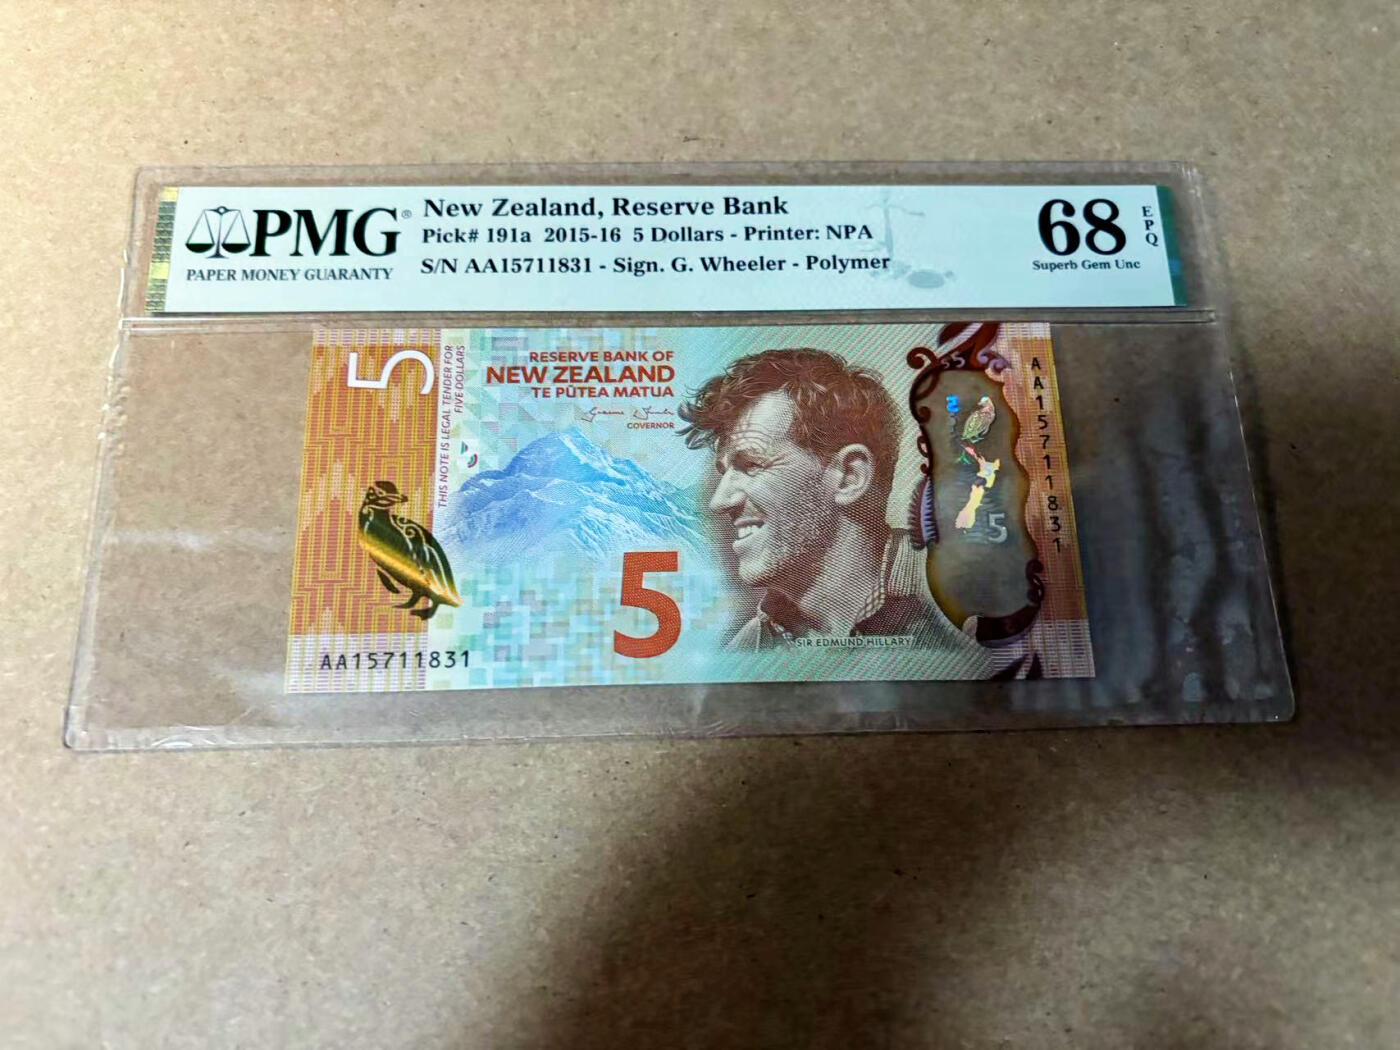 PMG®
PAPER MONEY GUARANTY
New Zealand, Reserve Bank
Pick# 191a 2015-16 5 Dollars - Printer: NPA
S/N AA15711831 - Sign. G. Wheeler - Polymer
68
EPQ
Superb Gem Unc
5
THIS NOTE IS LEGAL TENDER FOR
FIVE DOLLARS
RESERVE BANK OF
NEW ZEALAND
TE PŪTEA MATUA
GOVERNOR
5
SIR EDMUND HILLARY
AA15711831
5
5
AA15711831